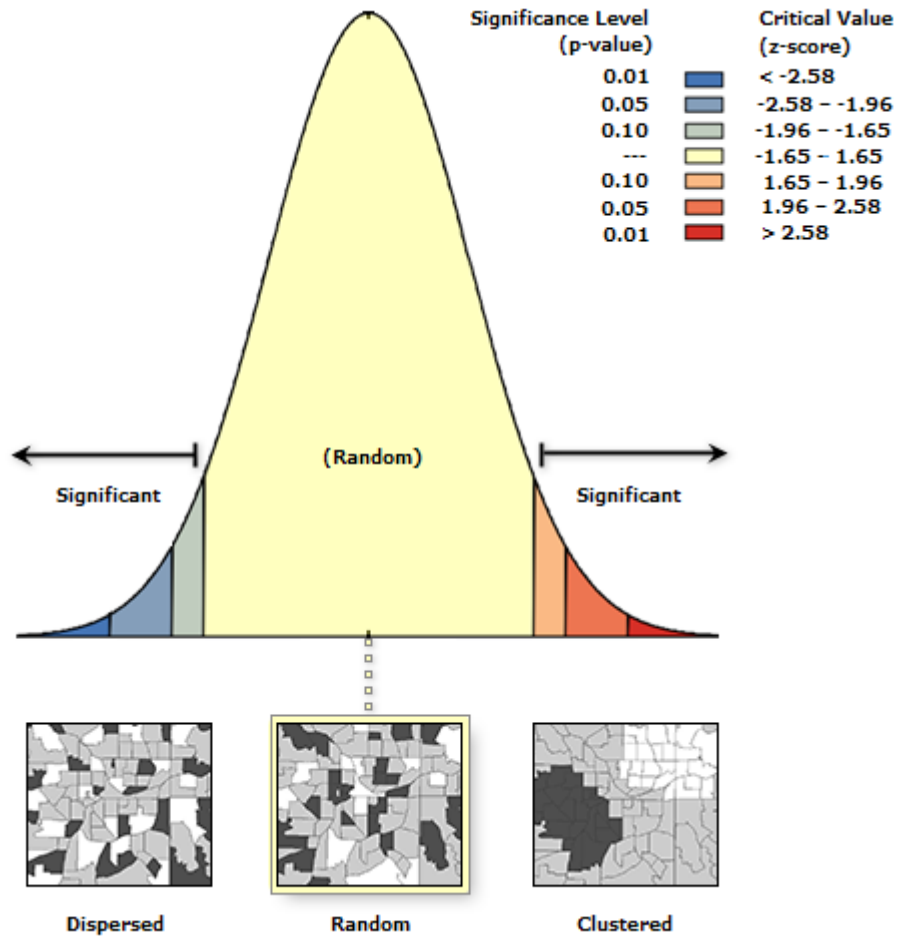 Significance Level
(p-value)
Critical Value
(z-score)
0.01 < -2.58
0.05 -2.58 – -1.96
0.10 -1.96 – -1.65
--- -1.65 – 1.65
0.10 1.65 – 1.96
0.05 1.96 – 2.58
0.01 > 2.58
(Random)
Significant
Significant
Dispersed
Random
Clustered